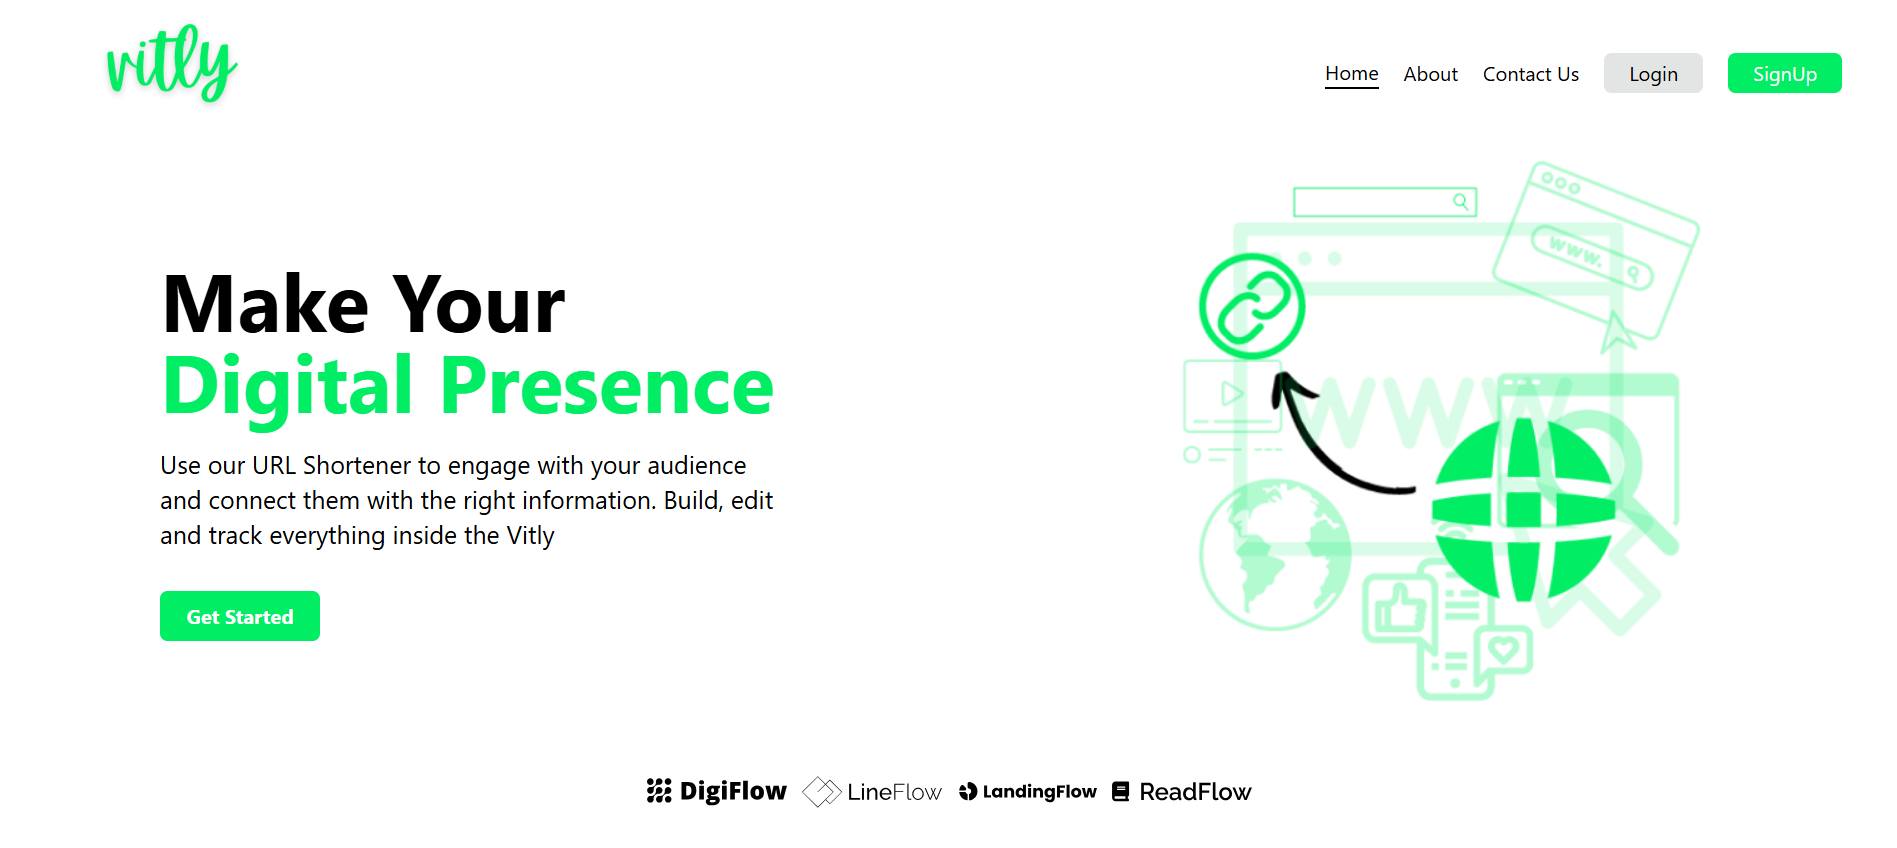 vitly
Home About Contact Us Login SignUp
www.
Make Your
Digital Presence
www
Use our URL Shortener to engage with your audience
and connect them with the right information. Build, edit
and track everything inside the Vitly
Get Started
DigiFlow LineFlow LandingFlow ReadFlow